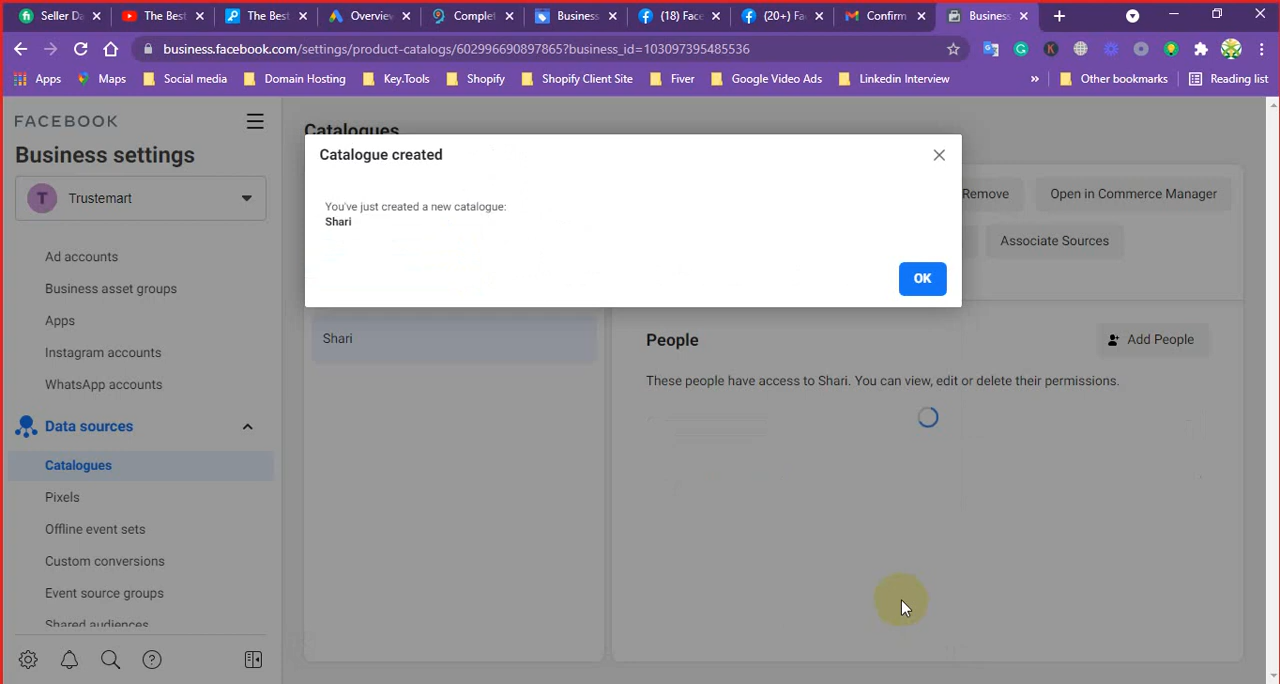 Seller Da
The Best
The Best
Overview
Complet
Business
(18) Face
(20+) Fa
Confirm
Business
business.facebook.com/settings/product-catalogs/602996690897865?business_id=103097395485536
Apps
Maps
Social media
Domain Hosting
Key.Tools
Shopify
Shopify Client Site
Fiver
Google Video Ads
Linkedin Interview
»
Other bookmarks
Reading list
FACEBOOK
Business settings
T Trustemart
Ad accounts
Business asset groups
Apps
Instagram accounts
WhatsApp accounts
Data sources
Catalogues
Pixels
Offline event sets
Custom conversions
Event source groups
Shared audiences
Catalogues
Catalogue created
You've just created a new catalogue:
Shari
OK
Remove
Open in Commerce Manager
Associate Sources
Shari
People
Add People
These people have access to Shari. You can view, edit or delete their permissions.